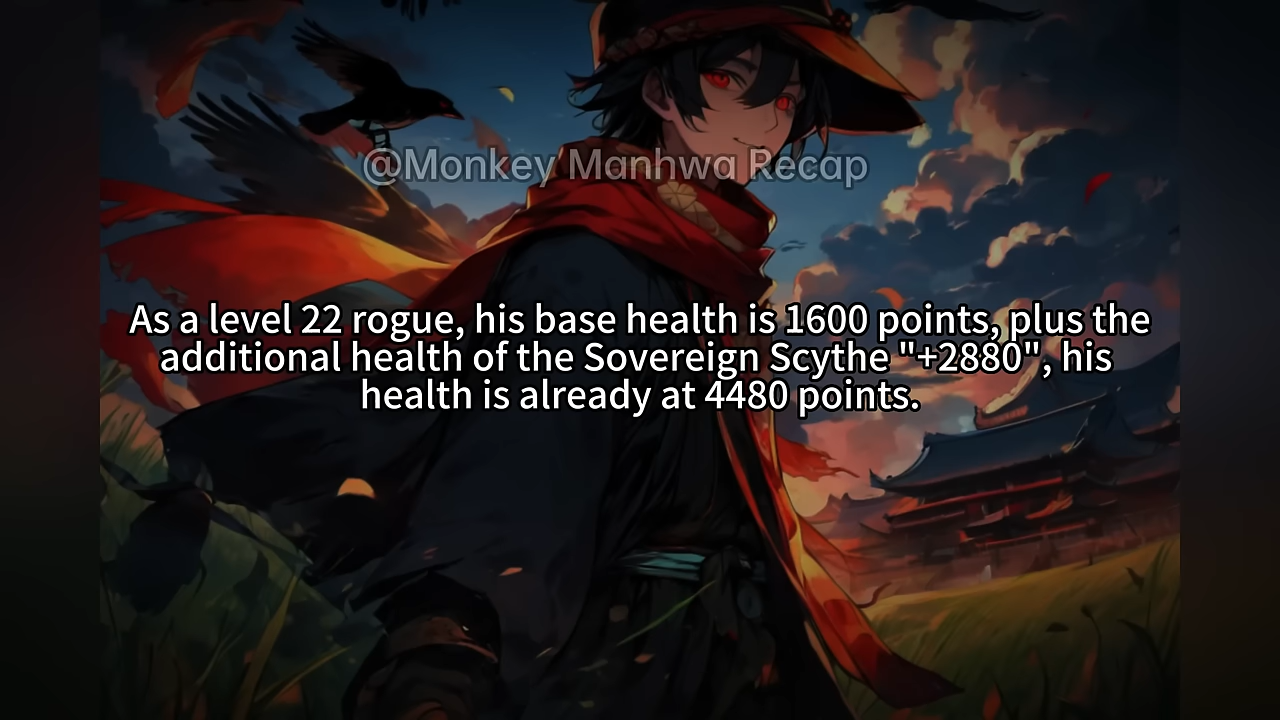 @Monkey Manhwa Recap
As a level 22 rogue, his base health is 1600 points, plus the
additional health of the Sovereign Scythe "+2880", his
health is already at 4480 points.